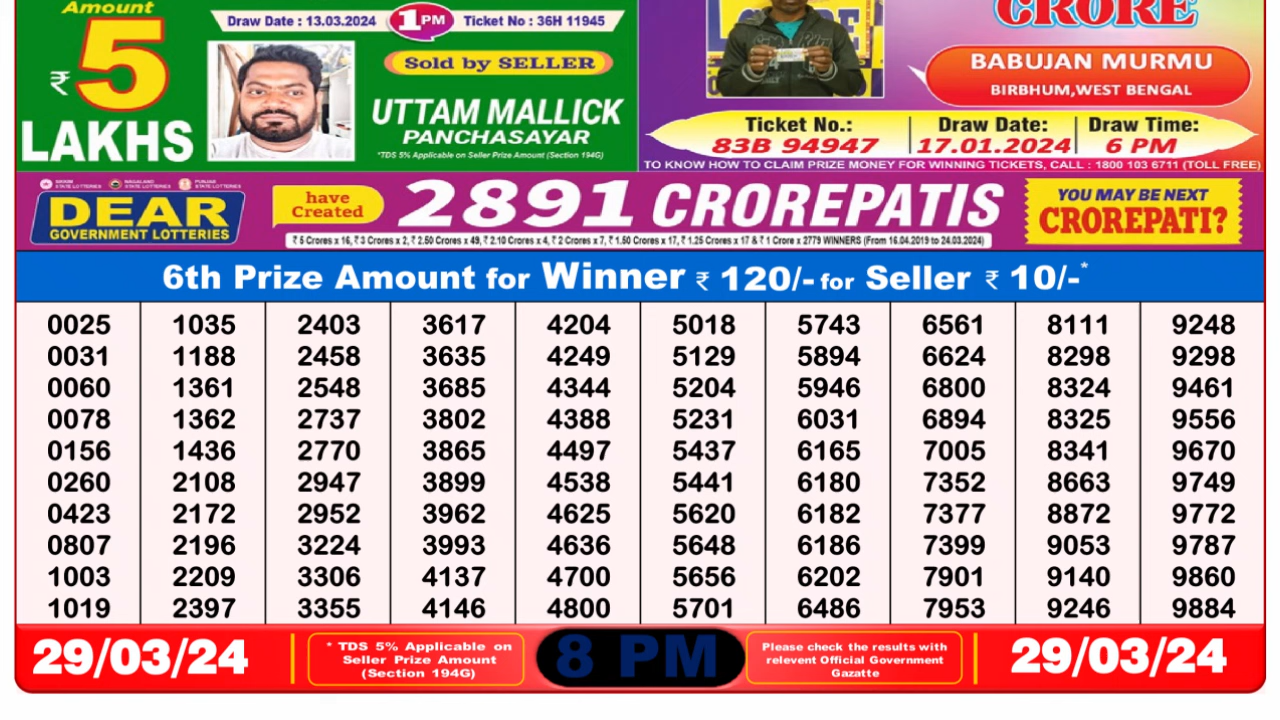 Amount
₹ 5
LAKHS
Draw Date : 13.03.2024 1 PM Ticket No : 36H 11945
Sold by SELLER
UTTAM MALLICK
PANCHASAYAR
*TDS 5% Applicable on Seller Prize Amount (Section 194G)
CRORE
BABUJAN MURMU
BIRBHUM,WEST BENGAL
Ticket No.: Draw Date: Draw Time:
83B 94947 17.01.2024 6 PM
TO KNOW HOW TO CLAIM PRIZE MONEY FOR WINNING TICKETS, CALL : 1800 103 6711 (TOLL FREE)
SIKKIM STATE LOTTERIES NAGALAND STATE LOTTERIES PUNJAB STATE LOTTERIES
DEAR
GOVERNMENT LOTTERIES
have
Created
2891 CROREPATIS
₹ 5 Crores x 16, ₹ 3 Crores x 2, ₹ 2.50 Crores x 49, ₹ 2.10 Crores x 4, ₹ 2 Crores x 7, ₹ 1.50 Crores x 17, ₹ 1.25 Crores x 17 & ₹ 1 Crore x 2779 WINNERS (From 16.04.2019 to 24.03.2024)
YOU MAY BE NEXT
CROREPATI?
6th Prize Amount for Winner ₹ 120/- for Seller ₹ 10/-*
0025 1035 2403 3617 4204 5018 5743 6561 8111 9248
0031 1188 2458 3635 4249 5129 5894 6624 8298 9298
0060 1361 2548 3685 4344 5204 5946 6800 8324 9461
0078 1362 2737 3802 4388 5231 6031 6894 8325 9556
0156 1436 2770 3865 4497 5437 6165 7005 8341 9670
0260 2108 2947 3899 4538 5441 6180 7352 8663 9749
0423 2172 2952 3962 4625 5620 6182 7377 8872 9772
0807 2196 3224 3993 4636 5648 6186 7399 9053 9787
1003 2209 3306 4137 4700 5656 6202 7901 9140 9860
1019 2397 3355 4146 4800 5701 6486 7953 9246 9884
29/03/24
* TDS 5% Applicable on
Seller Prize Amount
(Section 194G)
8 PM
Please check the results with
relevent Official Government
Gazatte
29/03/24